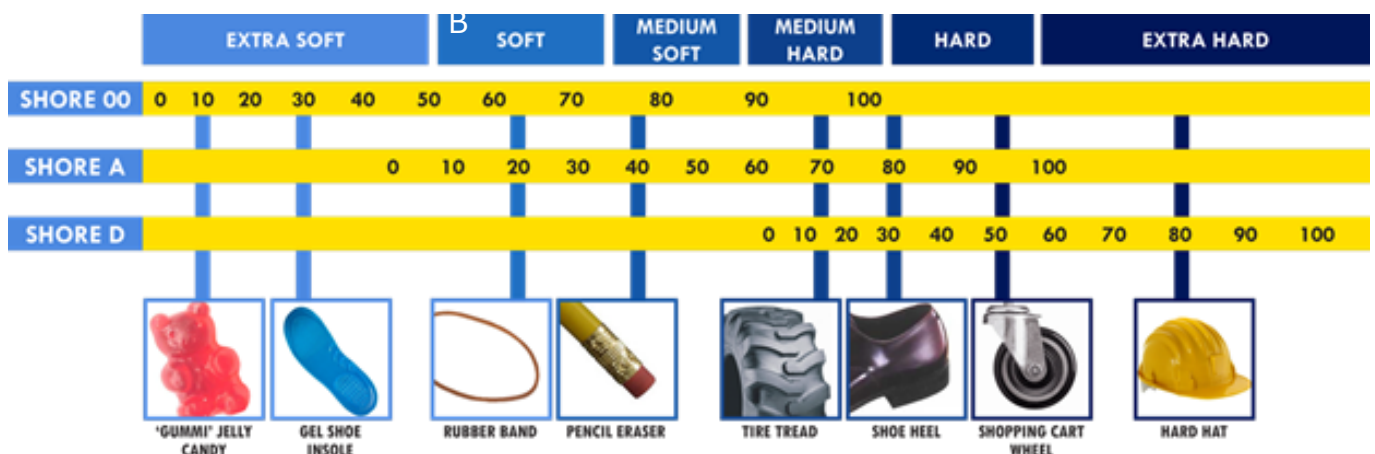 B
EXTRA SOFT
SOFT
MEDIUM
SOFT
MEDIUM
HARD
HARD
EXTRA HARD
SHORE 00 0 10 20 30 40 50 60 70 80 90 100
SHORE A 0 10 20 30 40 50 60 70 80 90 100
SHORE D 0 10 20 30 40 50 60 70 80 90 100
'GUMMI' JELLY
CANDY
GEL SHOE
INSOLE
RUBBER BAND
PENCIL ERASER
TIRE TREAD
SHOE HEEL
SHOPPING CART
WHEEL
HARD HAT